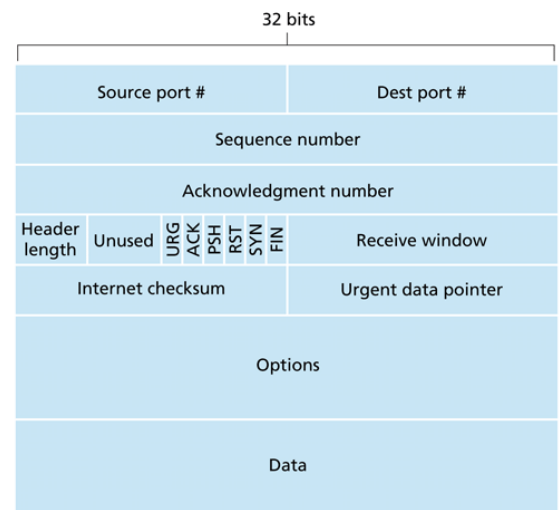 32 bits
Source port #
Dest port #
Sequence number
Acknowledgment number
Header
length
Unused
URG
ACK
PSH
RST
SYN
FIN
Receive window
Internet checksum
Urgent data pointer
Options
Data